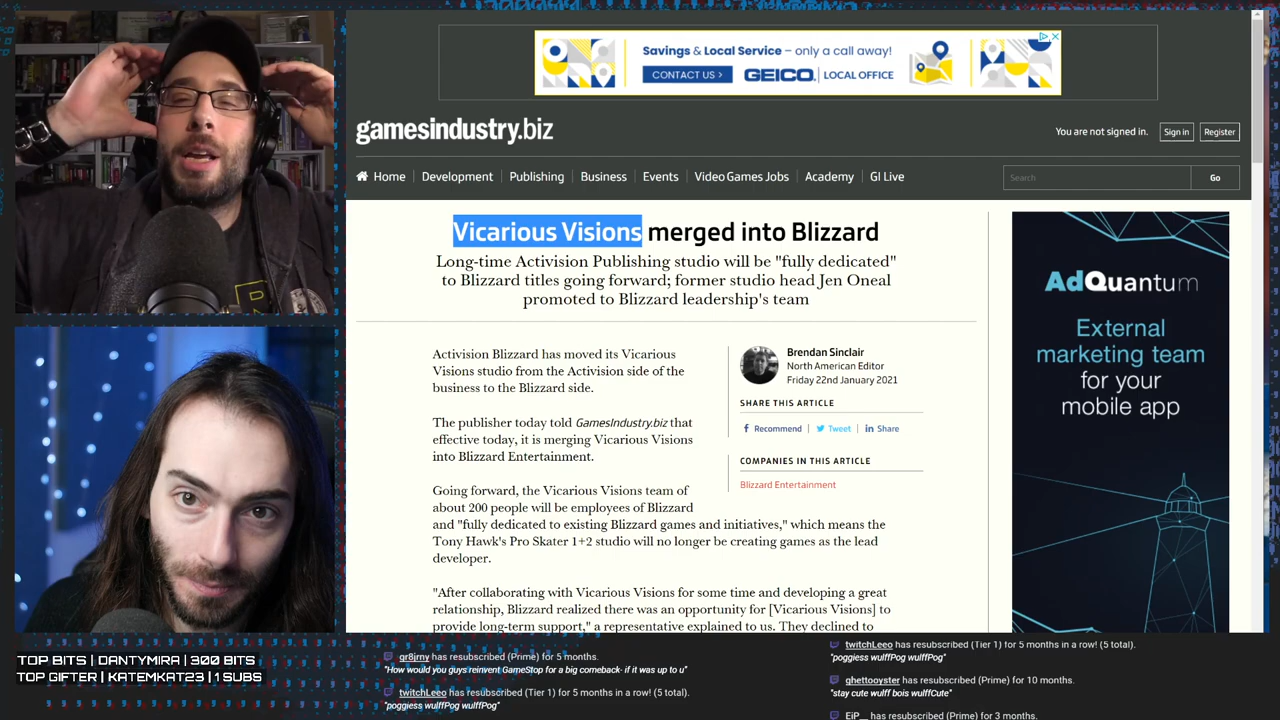 Savings & Local Service – only a call away!
CONTACT US >
GEICO. | LOCAL OFFICE
gamesindustry.biz
You are not signed in.
Sign in
Register
Home
Development
Publishing
Business
Events
Video Games Jobs
Academy
GI Live
Search
Go
Vicarious Visions merged into Blizzard
Long-time Activision Publishing studio will be "fully dedicated"
to Blizzard titles going forward; former studio head Jen Oneal
promoted to Blizzard leadership's team
Activision Blizzard has moved its Vicarious
Visions studio from the Activision side of the
business to the Blizzard side.
The publisher today told GamesIndustry.biz that
effective today, it is merging Vicarious Visions
into Blizzard Entertainment.
Going forward, the Vicarious Visions team of
about 200 people will be employees of Blizzard
and "fully dedicated to existing Blizzard games and initiatives," which means the
Tony Hawk's Pro Skater 1+2 studio will no longer be creating games as the lead
developer.
"After collaborating with Vicarious Visions for some time and developing a great
relationship, Blizzard realized there was an opportunity for [Vicarious Visions] to
provide long-term support," a representative explained to us. They declined to
Brendan Sinclair
North American Editor
Friday 22nd January 2021
SHARE THIS ARTICLE
Recommend
Tweet
Share
COMPANIES IN THIS ARTICLE
Blizzard Entertainment
AdQuantum
External
marketing team
for your
mobile app
TOP BITS | DANTYMIRA | 300 BITS
TOP GIFTER | KATEMKAT23 | 1 SUBS
gr8jrny has resubscribed (Prime) for 5 months.
"How would you guys reinvent GameStop for a big comeback- if it was up to u"
twitchLeeo has resubscribed (Tier 1) for 5 months in a row! (5 total).
"poggiess wulffPog wulffPog"
twitchLeeo has resubscribed (Tier 1) for 5 months in a row! (5 total).
"poggiess wulffPog wulffPog"
ghettooyster has resubscribed (Prime) for 10 months.
"stay cute wulff bois wulffCute"
EiP__ has resubscribed (Prime) for 3 months.